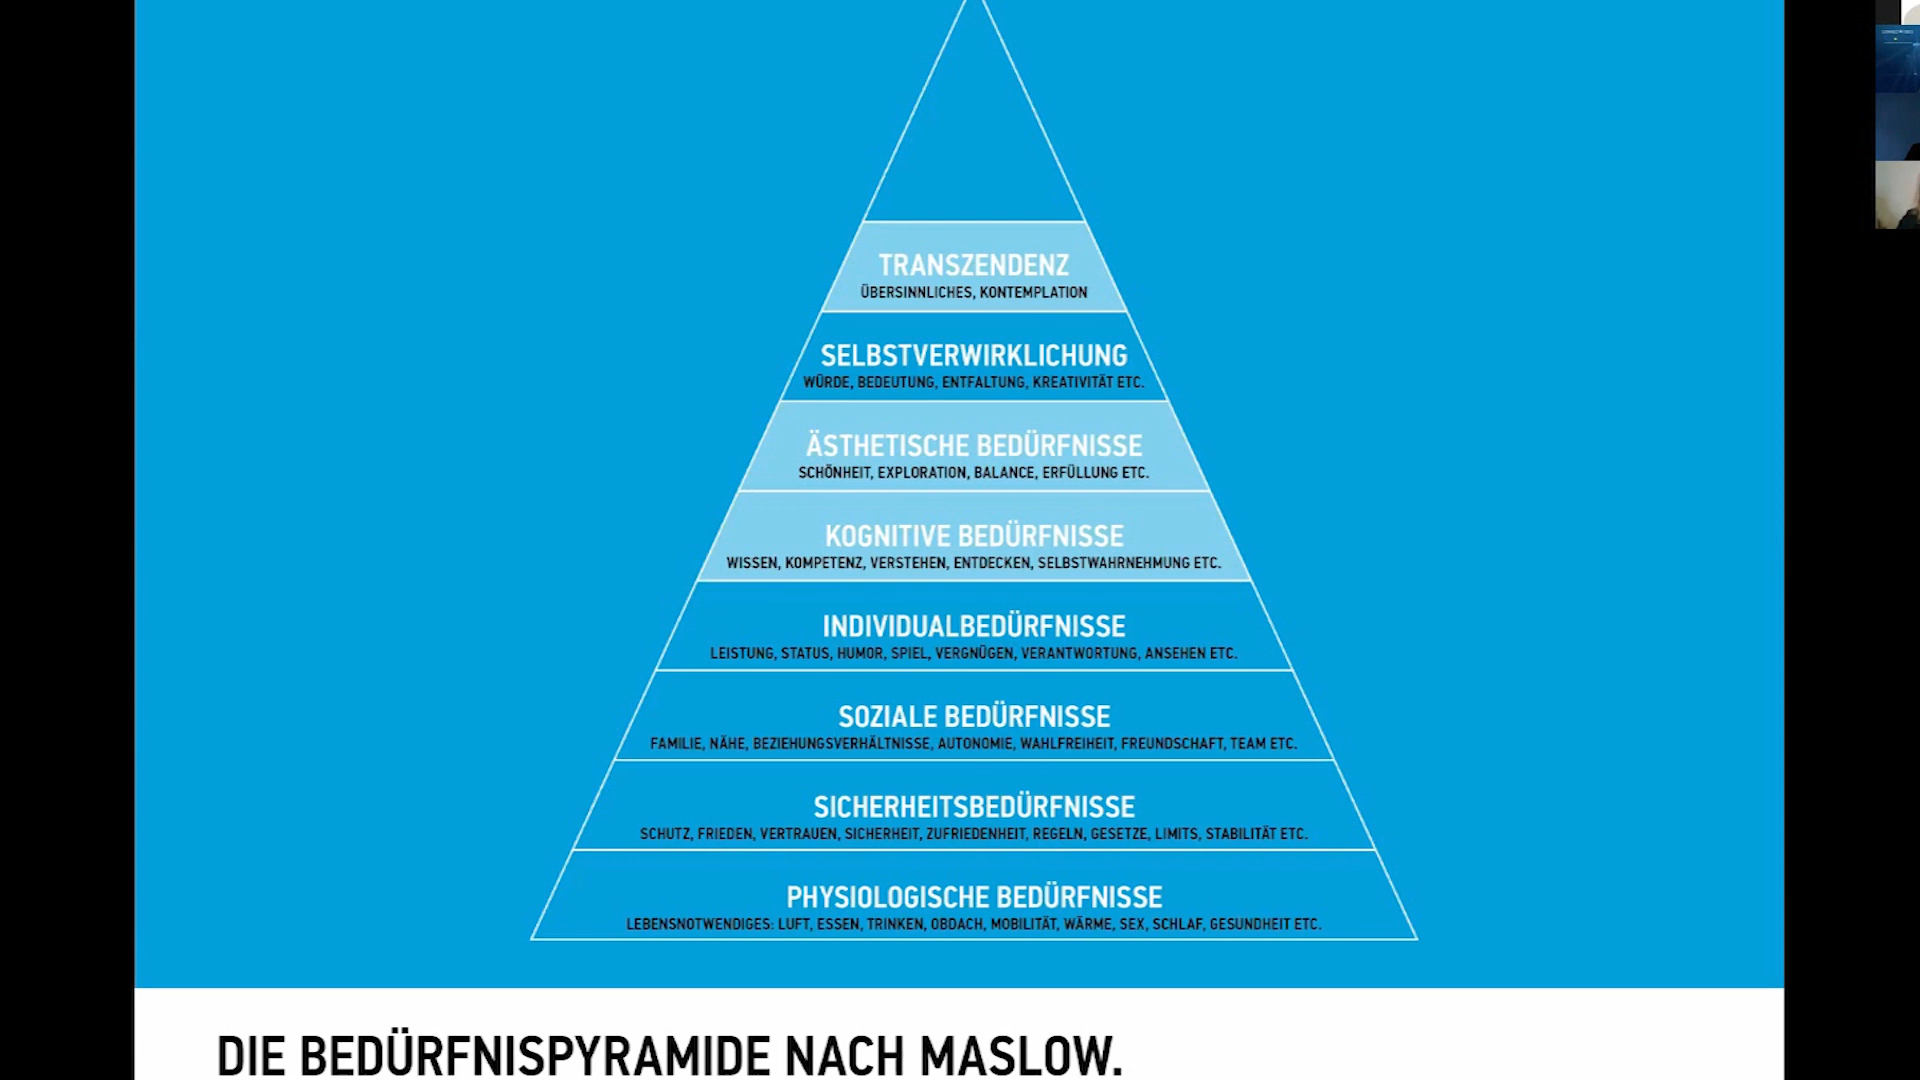 TRANSZENDENZ
ÜBERSINNLICHES, KONTEMPLATION
SELBSTVERWIRKLICHUNG
WÜRDE, BEDEUTUNG, ENTFALTUNG, KREATIVITÄT ETC.
ÄSTHETISCHE BEDÜRFNISSE
SCHÖNHEIT, EXPLORATION, BALANCE, ERFÜLLUNG ETC.
KOGNITIVE BEDÜRFNISSE
WISSEN, KOMPETENZ, VERSTEHEN, ENTDECKEN, SELBSTWAHRNEHMUNG ETC.
INDIVIDUALBEDÜRFNISSE
LEISTUNG, STATUS, HUMOR, SPIEL, VERGNÜGEN, VERANTWORTUNG, ANSEHEN ETC.
SOZIALE BEDÜRFNISSE
FAMILIE, NÄHE, BEZIEHUNGSVERHÄLTNISSE, AUTONOMIE, WAHLFREIHEIT, FREUNDSCHAFT, TEAM ETC.
SICHERHEITSBEDÜRFNISSE
SCHUTZ, FRIEDEN, VERTRAUEN, SICHERHEIT, ZUFRIEDENHEIT, REGELN, GESETZE, LIMITS, STABILITÄT ETC.
PHYSIOLOGISCHE BEDÜRFNISSE
LEBENSNOTWENDIGES: LUFT, ESSEN, TRINKEN, OBDACH, MOBILITÄT, WÄRME, SEX, SCHLAF, GESUNDHEIT ETC.
DIE BEDÜRFNISPYRAMIDE NACH MASLOW.